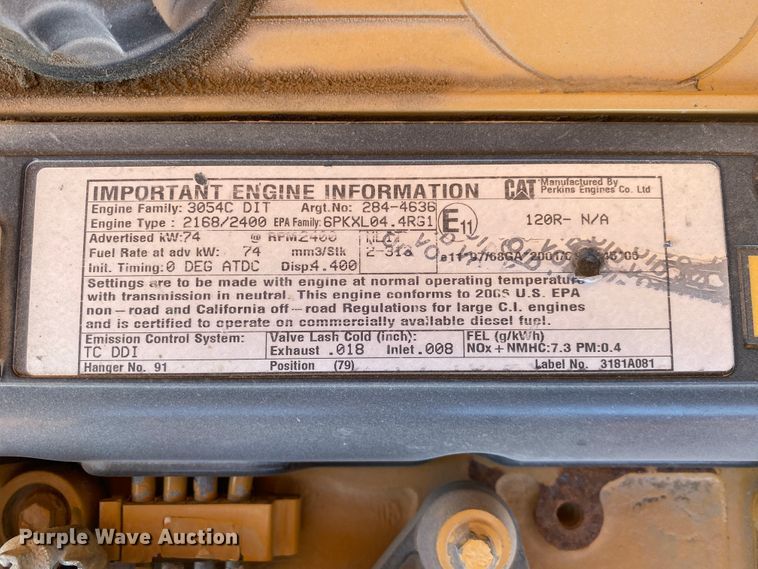 IMPORTANT ENGINE INFORMATION CAT Manufactured By
Perkins Engines Co. Ltd
Engine Family: 3054C DIT Argt.No: 284-4636
Engine Type : 2168/2400 EPA Family: 6PKXL04.4RG1 E11 120R- N/A
Advertised kW:74 @ RPM2400
Fuel Rate at adv kW: 74 mm3/Stk 2-313
Init. Timing:0 DEG ATDC Disp4.400
Settings are to be made with engine at normal operating temperature
with transmission in neutral. This engine conforms to 2006 U.S. EPA
non-road and California off-road Regulations for large C.I. engines
and is certified to operate on commercially available diesel fuel.
Emission Control System: Valve Lash Cold (inch): FEL (g/kWh)
TC DDI Exhaust .018 Inlet .008 NOx + NMHC:7.3 PM:0.4
Hanger No. 91 Position (79) Label No. 3181A081
Purple Wave Auction